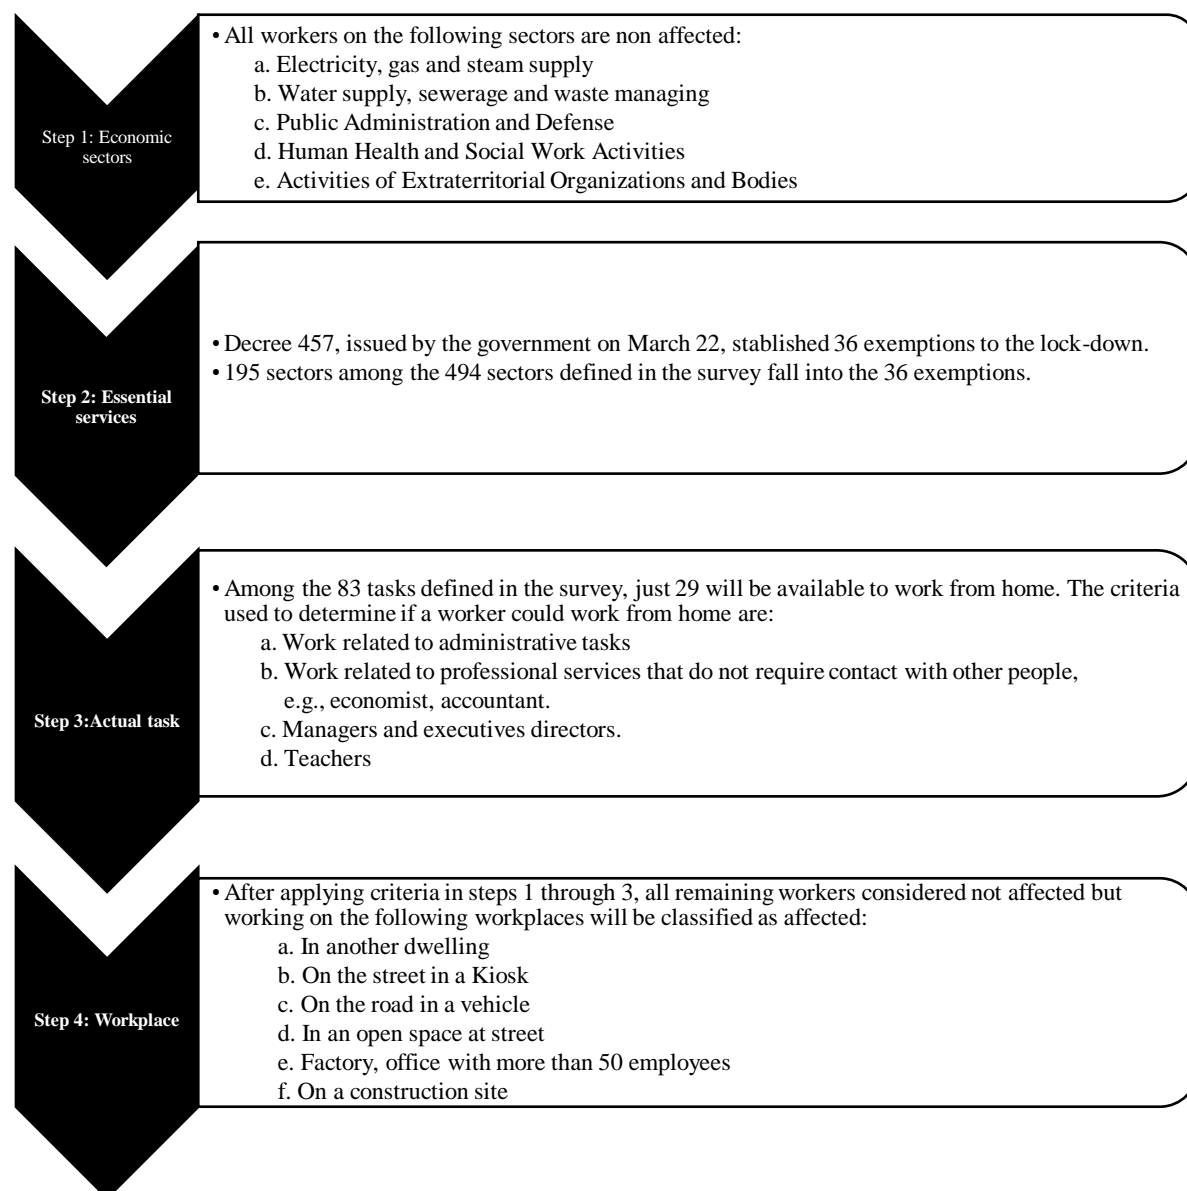 Step 1: Economic
sectors
• All workers on the following sectors are non affected:
a. Electricity, gas and steam supply
b. Water supply, sewerage and waste managing
c. Public Administration and Defense
d. Human Health and Social Work Activities
e. Activities of Extraterritorial Organizations and Bodies
Step 2: Essential
services
• Decree 457, issued by the government on March 22, stablished 36 exemptions to the lock-down.
• 195 sectors among the 494 sectors defined in the survey fall into the 36 exemptions.
Step 3:Actual task
• Among the 83 tasks defined in the survey, just 29 will be available to work from home. The criteria
used to determine if a worker could work from home are:
a. Work related to administrative tasks
b. Work related to professional services that do not require contact with other people,
e.g., economist, accountant.
c. Managers and executives directors.
d. Teachers
Step 4: Workplace
• After applying criteria in steps 1 through 3, all remaining workers considered not affected but
working on the following workplaces will be classified as affected:
a. In another dwelling
b. On the street in a Kiosk
c. On the road in a vehicle
d. In an open space at street
e. Factory, office with more than 50 employees
f. On a construction site